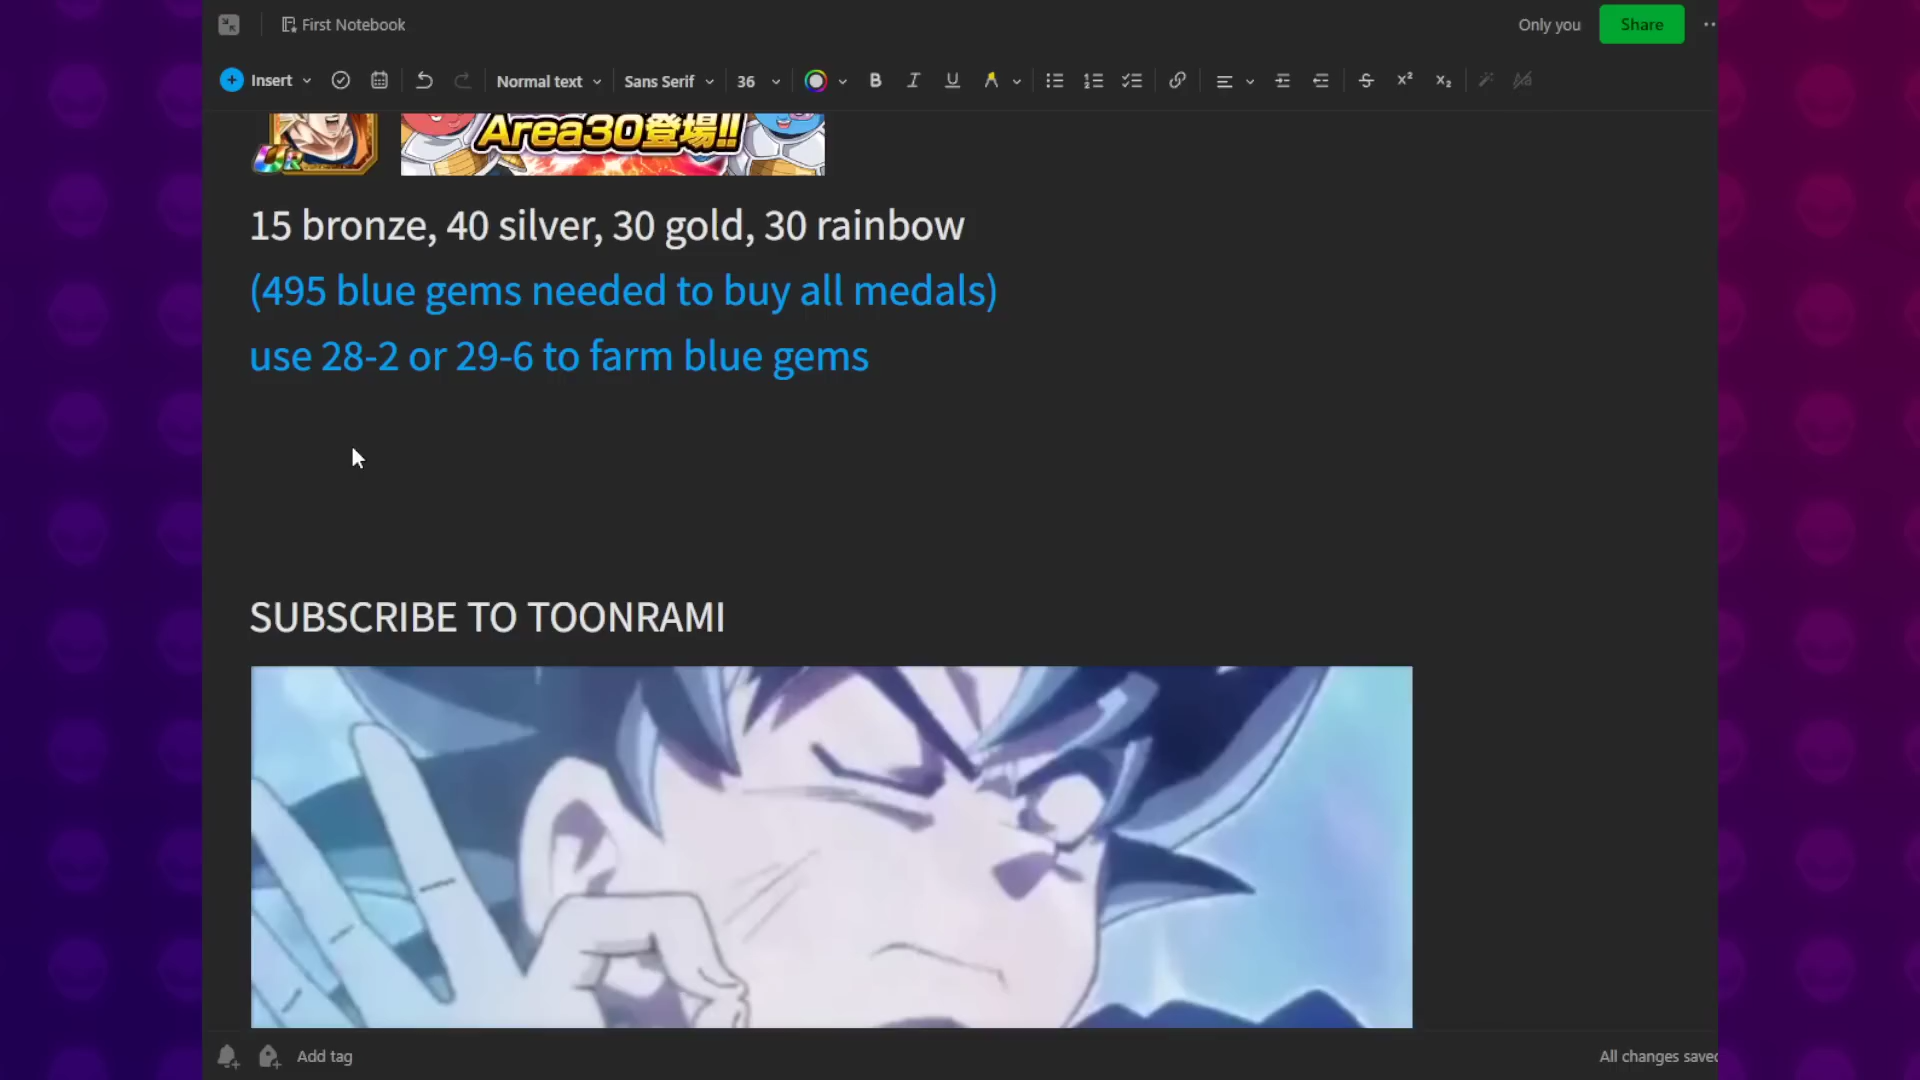 First Notebook
Only you
Share
Insert
Normal text
Sans Serif
36
UR
Area30登場!!
15 bronze, 40 silver, 30 gold, 30 rainbow
(495 blue gems needed to buy all medals)
use 28-2 or 29-6 to farm blue gems
SUBSCRIBE TO TOONRAMI
Add tag
All changes saved